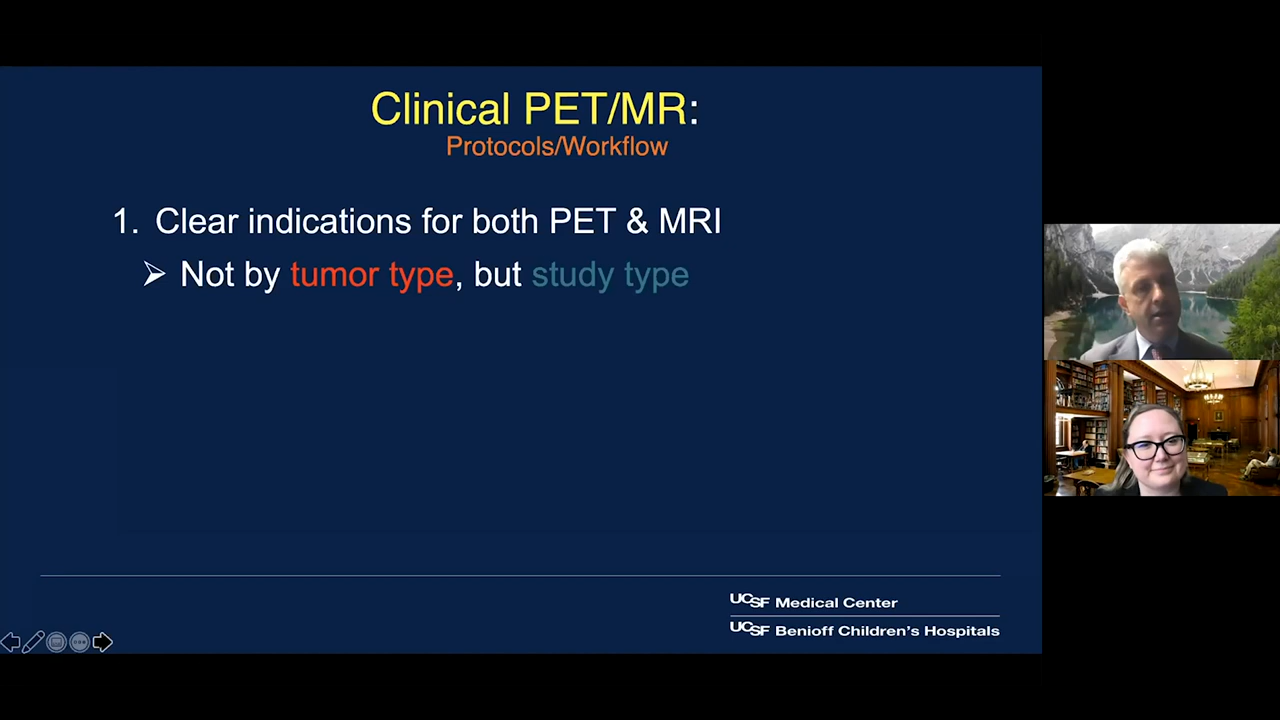 Clinical PET/MR:
Protocols/Workflow
1. Clear indications for both PET & MRI
➢ Not by tumor type, but study type
UCSF Medical Center
UCSF Benioff Children's Hospitals